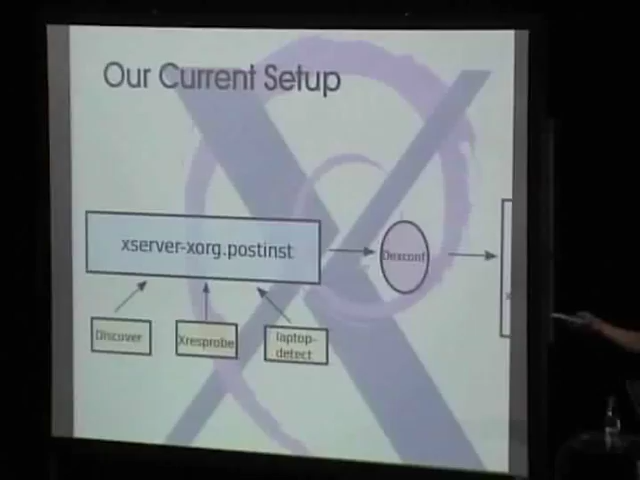 Our Current Setup
xserver-xorg.postinst
Dexconf
Discover
Xresprobe
laptop-
detect